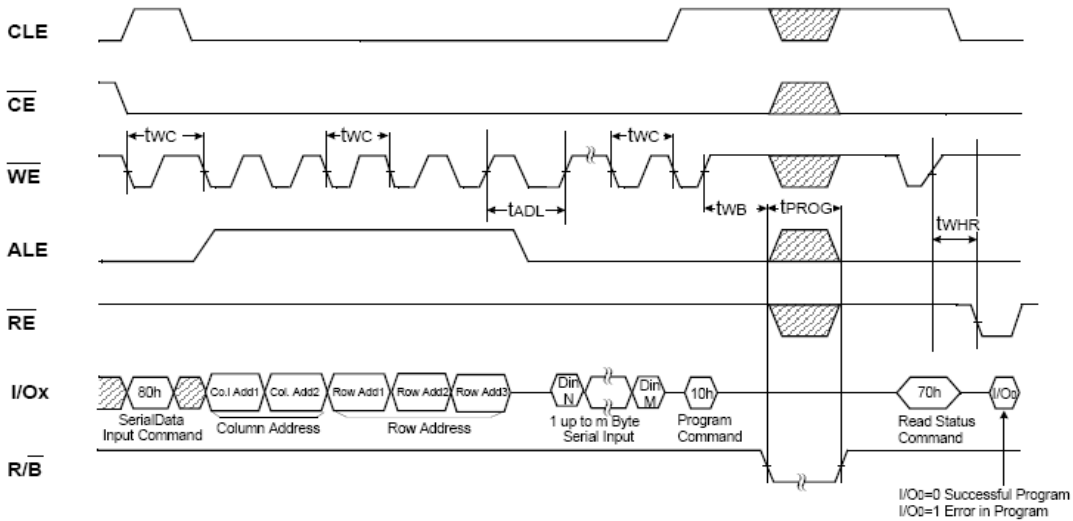 CLE
CE
tWC
tWC
tWC
WE
tADL
tWB
tPROG
tWHR
ALE
RE
I/Ox
80h
Co.l Add1
Col. Add2
Row Add1
Row Add2
Row Add3
Din
N
Din
M
10h
70h
I/O0
SerialData
Input Command
Column Address
Row Address
1 up to m Byte
Serial Input
Program
Command
Read Status
Command
R/B
I/O0=0 Successful Program
I/O0=1 Error in Program